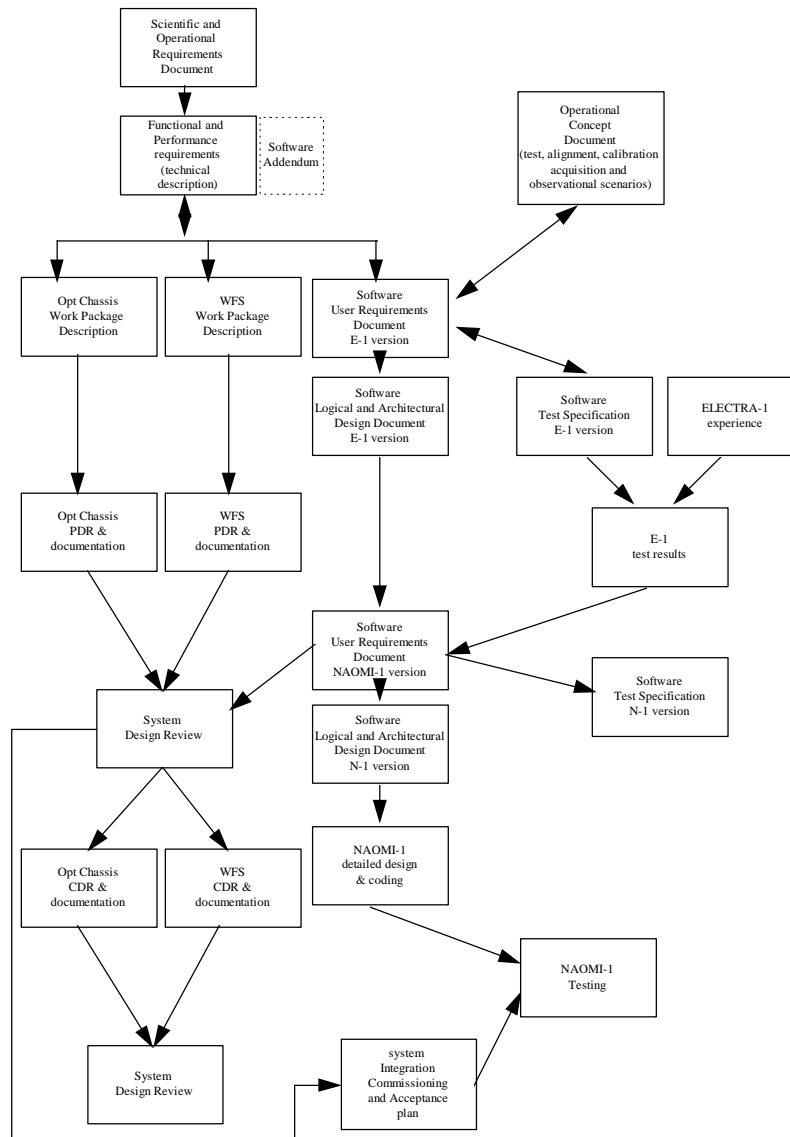 Scientific and
Operational
Requirements
Document
Functional and
Performance
requirements
(technical
description)
Software
Addendum
Operational
Concept
Document
(test, alignment, calibration
acquisition and
observational scenarios)
Opt Chassis
Work Package
Description
WFS
Work Package
Description
Software
User Requirements
Document
E-1 version
Software
Logical and Architectural
Design Document
E-1 version
Software
Test Specification
E-1 version
ELECTRA-1
experience
Opt Chassis
PDR &
documentation
WFS
PDR &
documentation
E-1
test results
Software
User Requirements
Document
NAOMI-1 version
Software
Test Specification
N-1 version
System
Design Review
Software
Logical and Architectural
Design Document
N-1 version
Opt Chassis
CDR &
documentation
WFS
CDR &
documentation
NAOMI-1
detailed design
& coding
NAOMI-1
Testing
System
Design Review
system
Integration
Commissioning
and Acceptance
plan